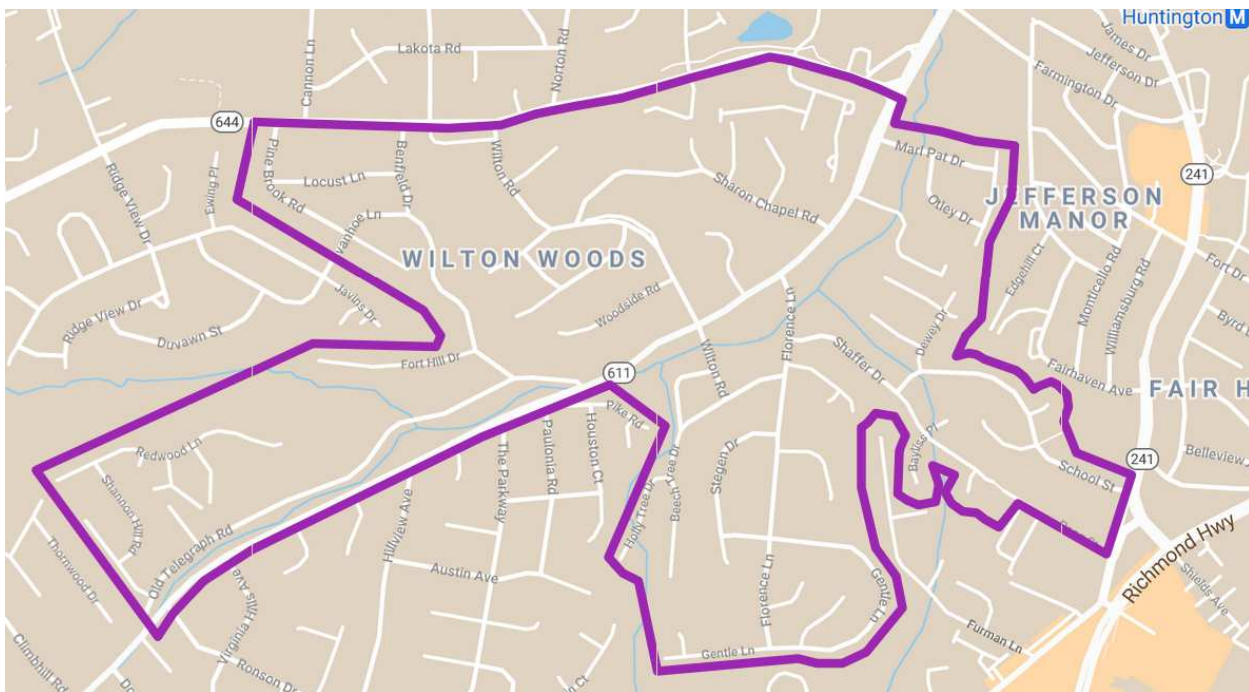 Huntington M
James Dr
Jefferson Dr
Farmington Dr
Cannon Ln
Lakota Rd
Norton Rd
644
Pine Brook Rd
Benfield Dr
Wilton Rd
Locust Ln
Ewing Pl
Ridge View Dr
Ivanhoe Ln
Marl Pat Dr
Otley Dr
Sharon Chapel Rd
241
JEFFERSON
MANOR
WILTON WOODS
Edgehill Ct
Monticello Rd
Williamsburg Rd
Fort Dr
Byrd
Javins Dr
Ridge View Dr
Duvawn St
Woodside Rd
Florence Ln
Dewey Dr
Fort Hill Dr
611
Wilton Rd
Shaffer Dr
Fairhaven Ave
FAIR H
Pike Rd
Redwood Ln
Shannon Hill Rd
Thornwood Dr
Old Telegraph Rd
Hillview Ave
The Parkway
Paulonia Rd
Houston Ct
Holly Tree Dr
Beech Tree Dr
Stegen Dr
Bayliss Pl
School St
241
Belleview
Richmond Hwy
Shields Ave
Austin Ave
Virginia Hills Ave
Florence Ln
Gentle Ln
Gentle Ln
Furman Ln
Climbhill Rd
Ronson Dr
Do
n Ct